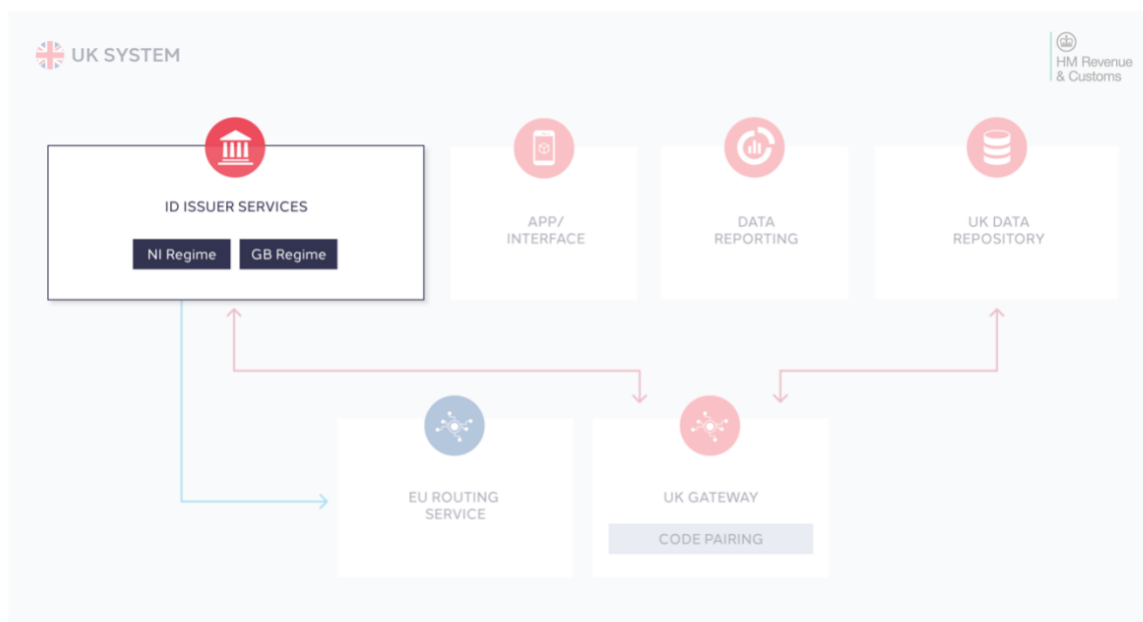 UK SYSTEM
HM Revenue
& Customs
ID ISSUER SERVICES
NI Regime
GB Regime
APP/
INTERFACE
DATA
REPORTING
UK DATA
REPOSITORY
EU ROUTING
SERVICE
UK GATEWAY
CODE PAIRING